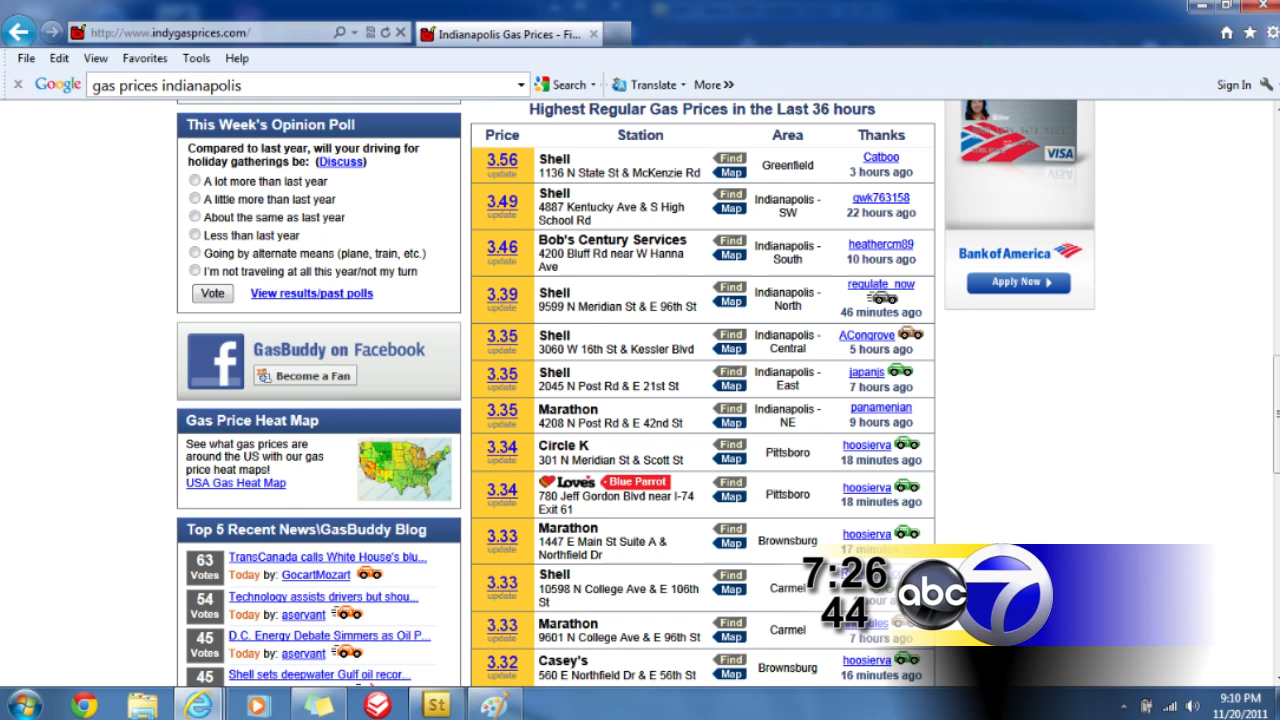 http://www.indygasprices.com/
Indianapolis Gas Prices - Fi...
File Edit View Favorites Tools Help
Google gas prices indianapolis Search Translate More >> Sign In
This Week's Opinion Poll
Compared to last year, will your driving for
holiday gatherings be: (Discuss)
A lot more than last year
A little more than last year
About the same as last year
Less than last year
Going by alternate means (plane, train, etc.)
I'm not traveling at all this year/not my turn
Vote View results/past polls
GasBuddy on Facebook
Become a Fan
Gas Price Heat Map
See what gas prices are
around the US with our gas
price heat maps!
USA Gas Heat Map
Top 5 Recent News\GasBuddy Blog
63 Votes TransCanada calls White House's blu...
Today by: GocartMozart
54 Votes Technology assists drivers but shou...
Today by: aservant
45 Votes D.C. Energy Debate Simmers as Oil P...
Today by: aservant
45 Shell sets deepwater Gulf oil recor...
Highest Regular Gas Prices in the Last 36 hours
Price Station Area Thanks
3.56 Shell Find Greenfield Catboo
update 1136 N State St & McKenzie Rd Map 3 hours ago
3.49 Shell Find Indianapolis - gwk763158
update 4887 Kentucky Ave & S High Map SW 22 hours ago
School Rd
3.46 Bob's Century Services Find Indianapolis - heathercm89
update 4200 Bluff Rd near W Hanna Map South 10 hours ago
Ave
3.39 Shell Find Indianapolis - regulate_now
update 9599 N Meridian St & E 96th St Map North 46 minutes ago
3.35 Shell Find Indianapolis - ACongrove
update 3060 W 16th St & Kessler Blvd Map Central 5 hours ago
3.35 Shell Find Indianapolis - japanjs
update 2045 N Post Rd & E 21st St Map East 7 hours ago
3.35 Marathon Find Indianapolis - panamenian
update 4208 N Post Rd & E 42nd St Map NE 9 hours ago
3.34 Circle K Find Pittsboro hoosierva
update 301 N Meridian St & Scott St Map 18 minutes ago
3.34 Love's Blue Parrot Find Pittsboro hoosierva
update 780 Jeff Gordon Blvd near I-74 Map 18 minutes ago
Exit 61
3.33 Marathon Find Brownsburg hoosierva
update 1447 E Main St Suite A & Map 17 minutes ago
Northfield Dr
3.33 Shell Find Carmel
update 10598 N College Ave & E 106th Map
St
3.33 Marathon Find Carmel
update 9601 N College Ave & E 96th St Map 7 hours ago
3.32 Casey's Find Brownsburg hoosierva
update 560 E Northfield Dr & E 56th St Map 16 minutes ago
VISA
Bank of America
Apply Now
7:26
44
abc 7
St
9:10 PM
11/20/2011